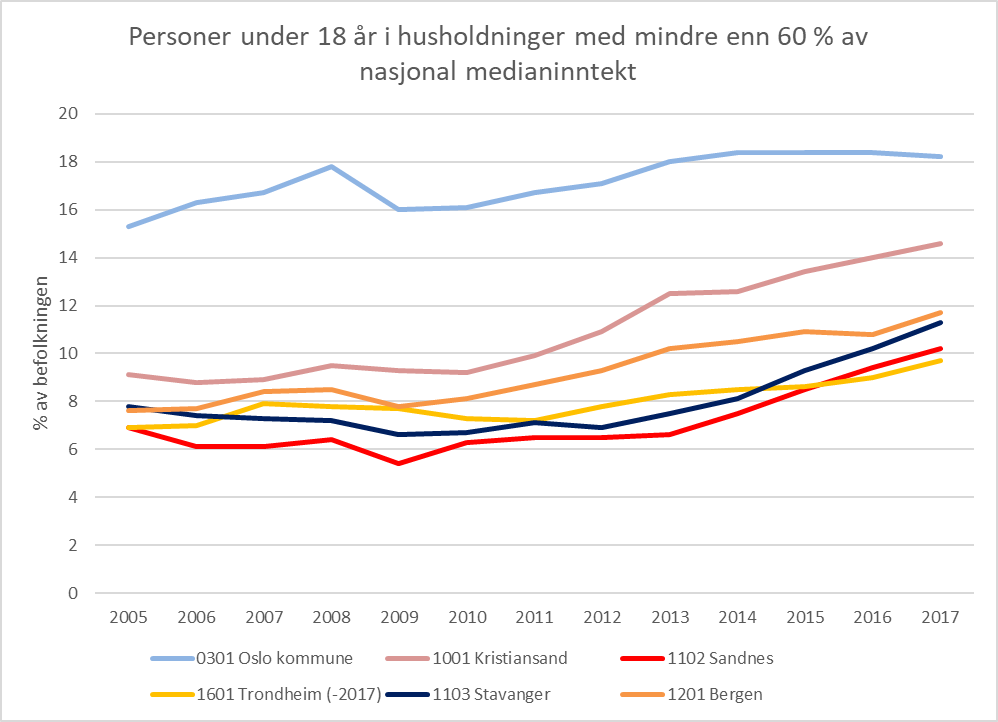 Personer under 18 år i husholdninger med mindre enn 60 % av
nasjonal medianinntekt
% av befolkningen
20
18
16
14
12
10
8
6
4
2
0
2005 2006 2007 2008 2009 2010 2011 2012 2013 2014 2015 2016 2017
0301 Oslo kommune 1001 Kristiansand 1102 Sandnes
1601 Trondheim (-2017) 1103 Stavanger 1201 Bergen